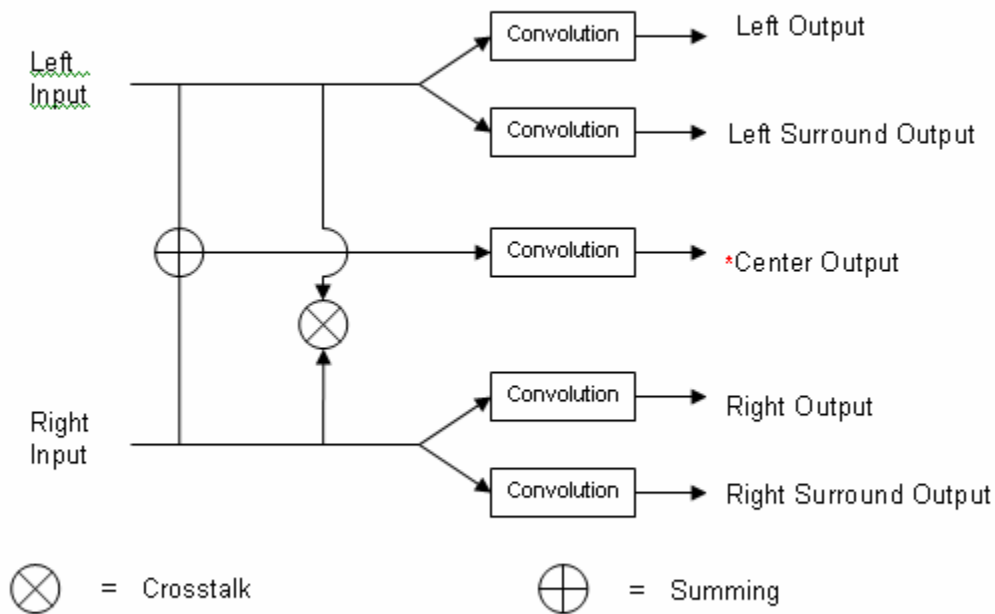 Convolution
Left Output
Left
Input
Convolution
Left Surround Output
Convolution
*Center Output
Convolution
Right Output
Right
Input
Convolution
Right Surround Output
= Crosstalk
= Summing